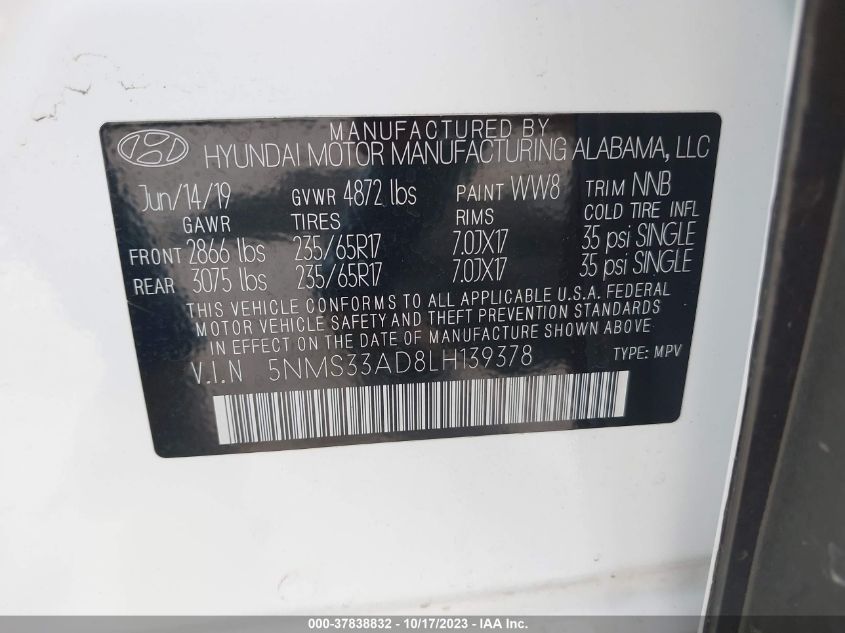 MANUFACTURED BY
HYUNDAI MOTOR MANUFACTURING ALABAMA, LLC
Jun/14/19 GVWR 4872 lbs PAINT WW8 TRIM NNB
GAWR TIRES RIMS COLD TIRE INFL
FRONT 2866 lbs 235/65R17 7.0JX17 35 psi SINGLE
REAR 3075 lbs 235/65R17 7.0JX17 35 psi SINGLE
THIS VEHICLE CONFORMS TO ALL APPLICABLE U.S.A. FEDERAL
MOTOR VEHICLE SAFETY AND THEFT PREVENTION STANDARDS
IN EFFECT ON THE DATE OF MANUFACTURE SHOWN ABOVE.
V.I.N 5NMS33AD8LH139378 TYPE: MPV
000-37838832 - 10/17/2023 - IAA Inc.